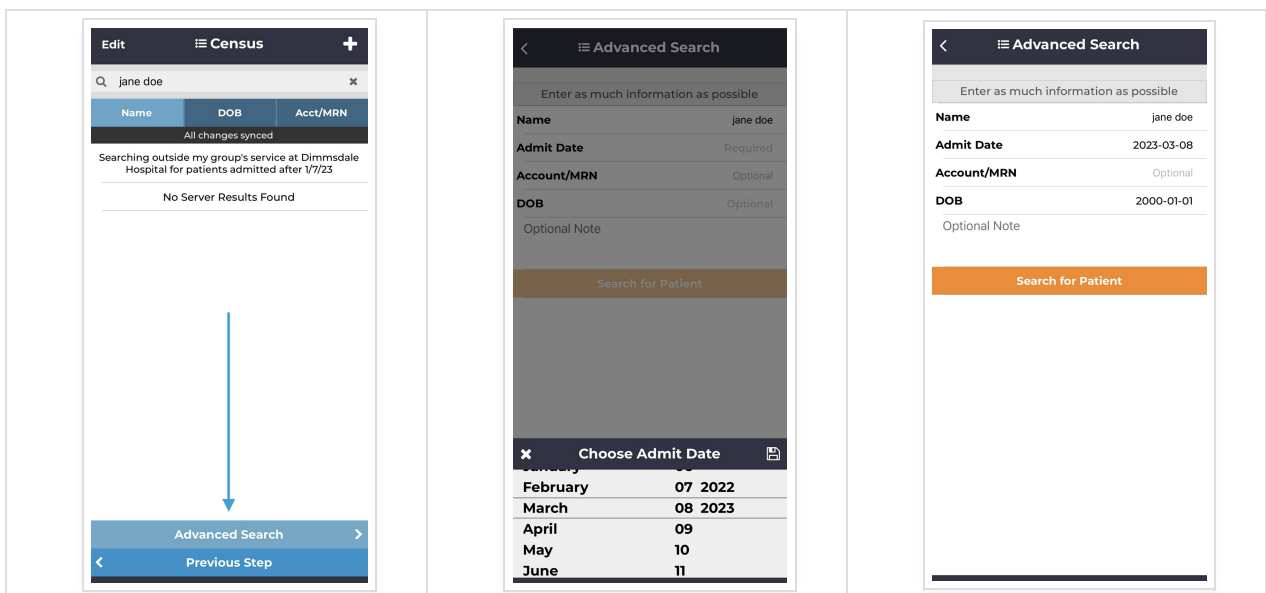 Edit Census
jane doe
Name DOB Acct/MRN
All changes synced
Searching outside my group's service at Dimmsdale
Hospital for patients admitted after 1/7/23
No Server Results Found
Advanced Search
Previous Step
Advanced Search
Enter as much information as possible
Name jane doe
Admit Date Required
Account/MRN Optional
DOB Optional
Optional Note
Search for Patient
Choose Admit Date
February 07 2022
March 08 2023
April 09
May 10
June 11
Advanced Search
Enter as much information as possible
Name jane doe
Admit Date 2023-03-08
Account/MRN Optional
DOB 2000-01-01
Optional Note
Search for Patient